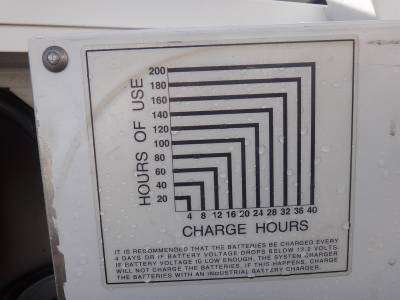 HOURS OF USE
200
180
160
140
120
100
80
60
40
20
4 8 12 16 20 24 28 32 36 40
CHARGE HOURS
IT IS RECOMMENDED THAT THE BATTERIES BE CHARGED EVERY
4 DAYS OR IF BATTERY VOLTAGE DROPS BELOW 12.2 VOLTS.
IF BATTERY VOLTAGE IS LOW ENOUGH, THE SYSTEM CHARGER
WILL NOT CHARGE THE BATTERIES. IF THIS HAPPENS, CHARGE
THE BATTERIES WITH AN INDUSTRIAL BATTERY CHARGER.